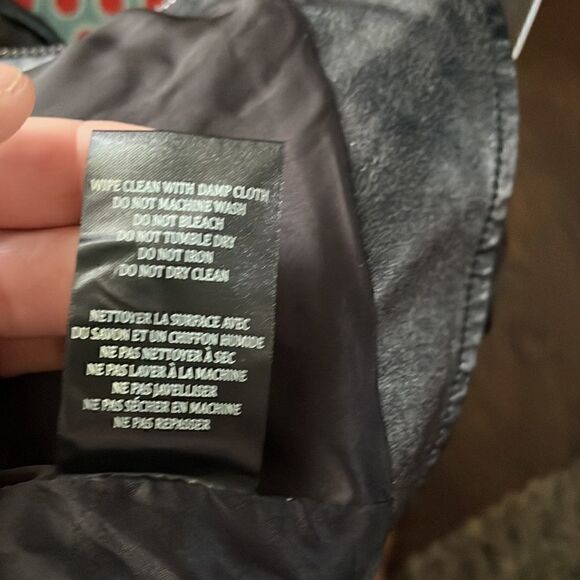 WIPE CLEAN WITH DAMP CLOTH
DO NOT MACHINE WASH
DO NOT BLEACH
DO NOT TUMBLE DRY
DO NOT IRON
DO NOT DRY CLEAN
NETTOYER LA SURFACE AVEC
DU SAVON ET UN CHIFFON HUMIDE
NE PAS NETTOYER À SEC
NE PAS LAVER À LA MACHINE
NE PAS JAVELLISER
NE PAS SÉCHER EN MACHINE
NE PAS REPASSER